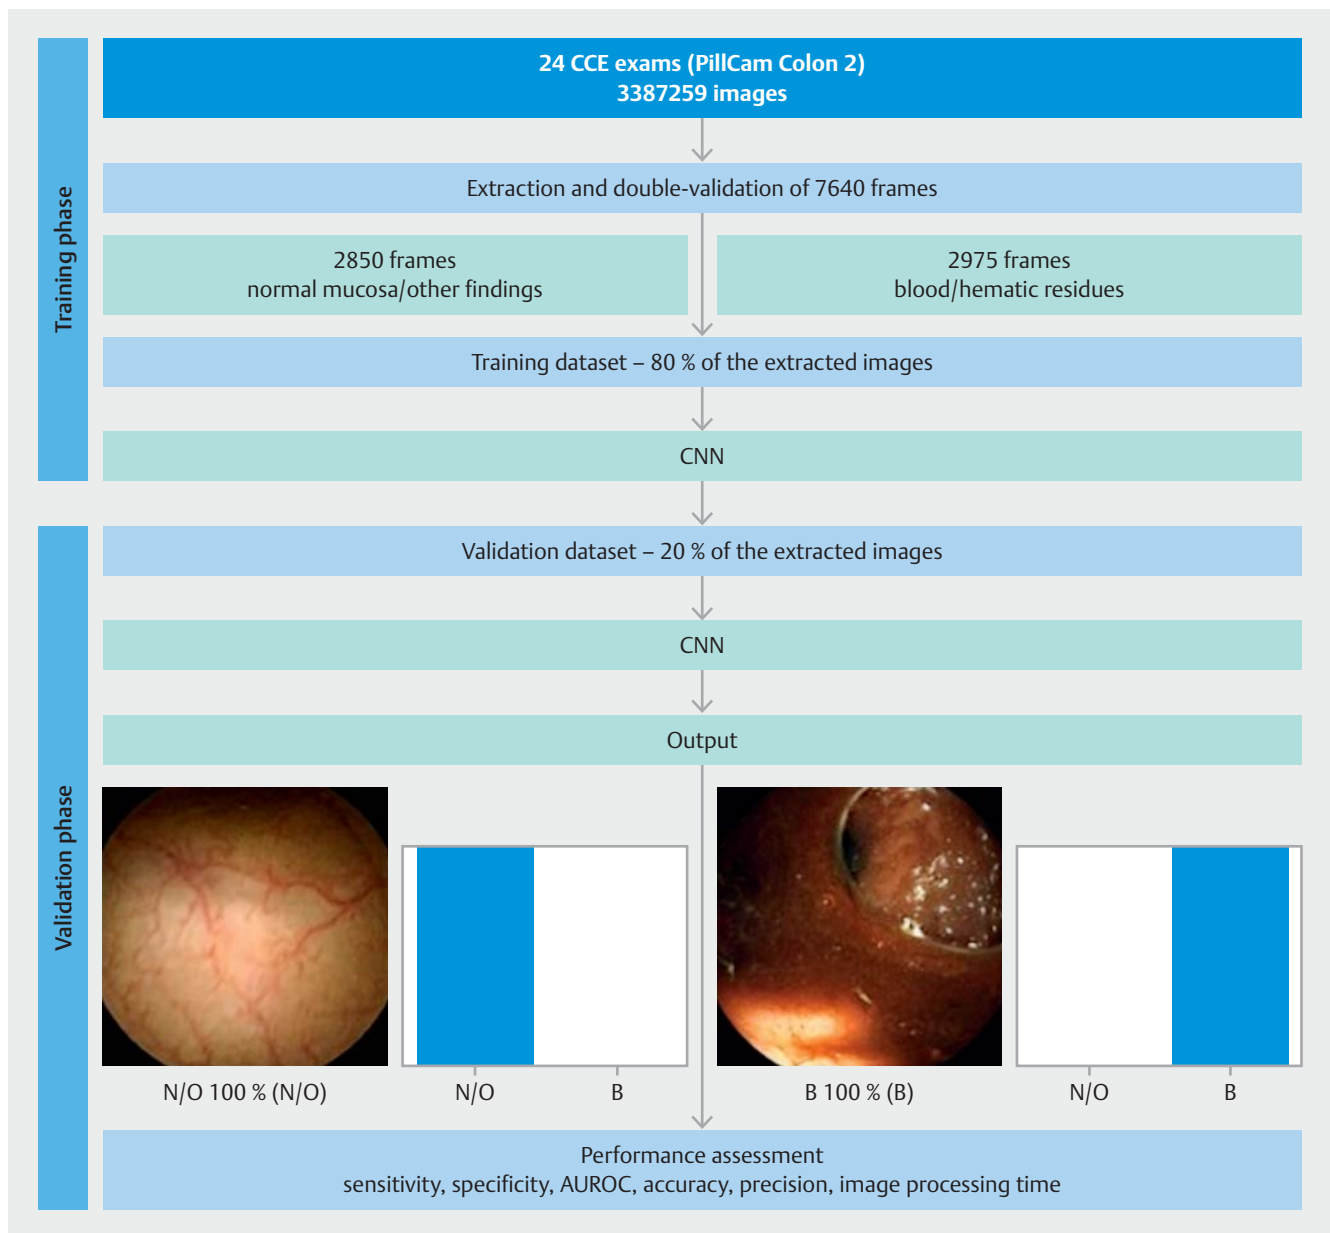 24 CCE exams (PillCam Colon 2)
3387259 images
Training phase
Extraction and double-validation of 7640 frames
2850 frames
normal mucosa/other findings
2975 frames
blood/hematic residues
Training dataset – 80 % of the extracted images
CNN
Validation phase
Validation dataset – 20 % of the extracted images
CNN
Output
N/O 100 % (N/O)
N/O
B
B 100 % (B)
N/O
B
Performance assessment
sensitivity, specificity, AUROC, accuracy, precision, image processing time